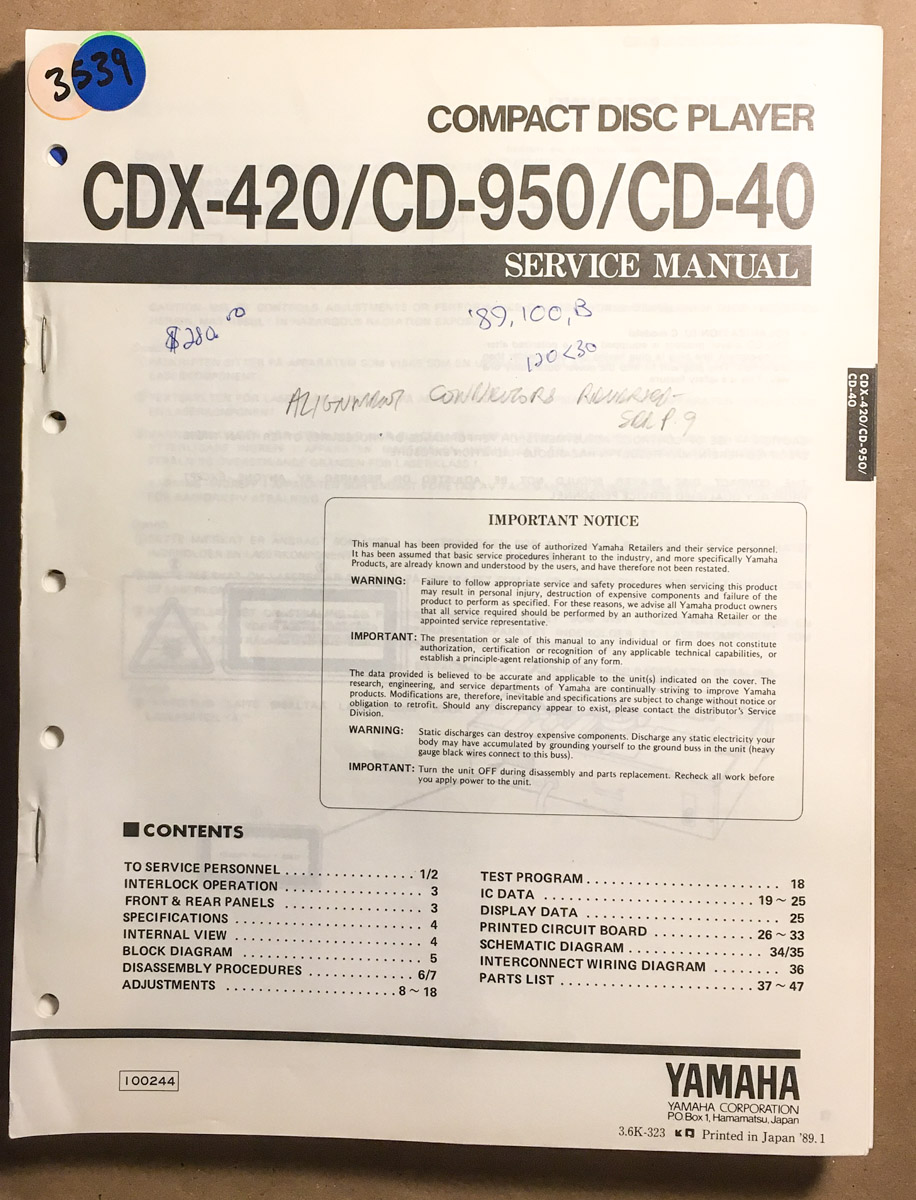 3539
COMPACT DISC PLAYER
CDX-420/CD-950/CD-40
SERVICE MANUAL
'89, 100, B
120<30
ALIGNMENT
P. 9
CDX-420/CD-950/
CD-40
IMPORTANT NOTICE
This manual has been provided for the use of authorized Yamaha Retailers and their service personnel.
It has been assumed that basic service procedures inherant to the industry, and more specifically Yamaha
Products, are already known and understood by the users, and have therefore not been restated.
WARNING: Failure to follow appropriate service and safety procedures when servicing this product
may result in personal injury, destruction of expensive components and failure of the
product to perform as specified. For these reasons, we advise all Yamaha product owners
that all service required should be performed by an authorized Yamaha Retailer or the
appointed service representative.
IMPORTANT: The presentation or sale of this manual to any individual or firm does not constitute
authorization, certification or recognition of any applicable technical capabilities, or
establish a principle-agent relationship of any form.
The data provided is believed to be accurate and applicable to the unit(s) indicated on the cover. The
research, engineering, and service departments of Yamaha are continually striving to improve Yamaha
products. Modifications are, therefore, inevitable and specifications are subject to change without notice or
obligation to retrofit. Should any discrepancy appear to exist, please contact the distributor's Service
Division.
WARNING: Static discharges can destroy expensive components. Discharge any static electricity your
body may have accumulated by grounding yourself to the ground buss in the unit (heavy
gauge black wires connect to this buss).
IMPORTANT: Turn the unit OFF during disassembly and parts replacement. Recheck all work before
you apply power to the unit.
■ CONTENTS
TO SERVICE PERSONNEL . . . . . . . . . . . . . . . 1/2
INTERLOCK OPERATION . . . . . . . . . . . . . . . 3
FRONT & REAR PANELS . . . . . . . . . . . . . . . 3
SPECIFICATIONS . . . . . . . . . . . . . . . . . . . . 4
INTERNAL VIEW . . . . . . . . . . . . . . . . . . . . 4
BLOCK DIAGRAM . . . . . . . . . . . . . . . . . . . . 5
DISASSEMBLY PROCEDURES . . . . . . . . . . . . 6/7
ADJUSTMENTS . . . . . . . . . . . . . . . . . . . . 8 ~ 18
TEST PROGRAM . . . . . . . . . . . . . . . . . . . . . . . 18
IC DATA . . . . . . . . . . . . . . . . . . . . . . . . . 19 ~ 25
DISPLAY DATA . . . . . . . . . . . . . . . . . . . . . . . 25
PRINTED CIRCUIT BOARD . . . . . . . . . . . . 26 ~ 33
SCHEMATIC DIAGRAM . . . . . . . . . . . . . . . . 34/35
INTERCONNECT WIRING DIAGRAM . . . . . . . . 36
PARTS LIST . . . . . . . . . . . . . . . . . . . . . . . 37 ~ 47
100244
YAMAHA
YAMAHA CORPORATION
P.O.Box 1, Hamamatsu, Japan
3.6K-323 Printed in Japan '89. 1